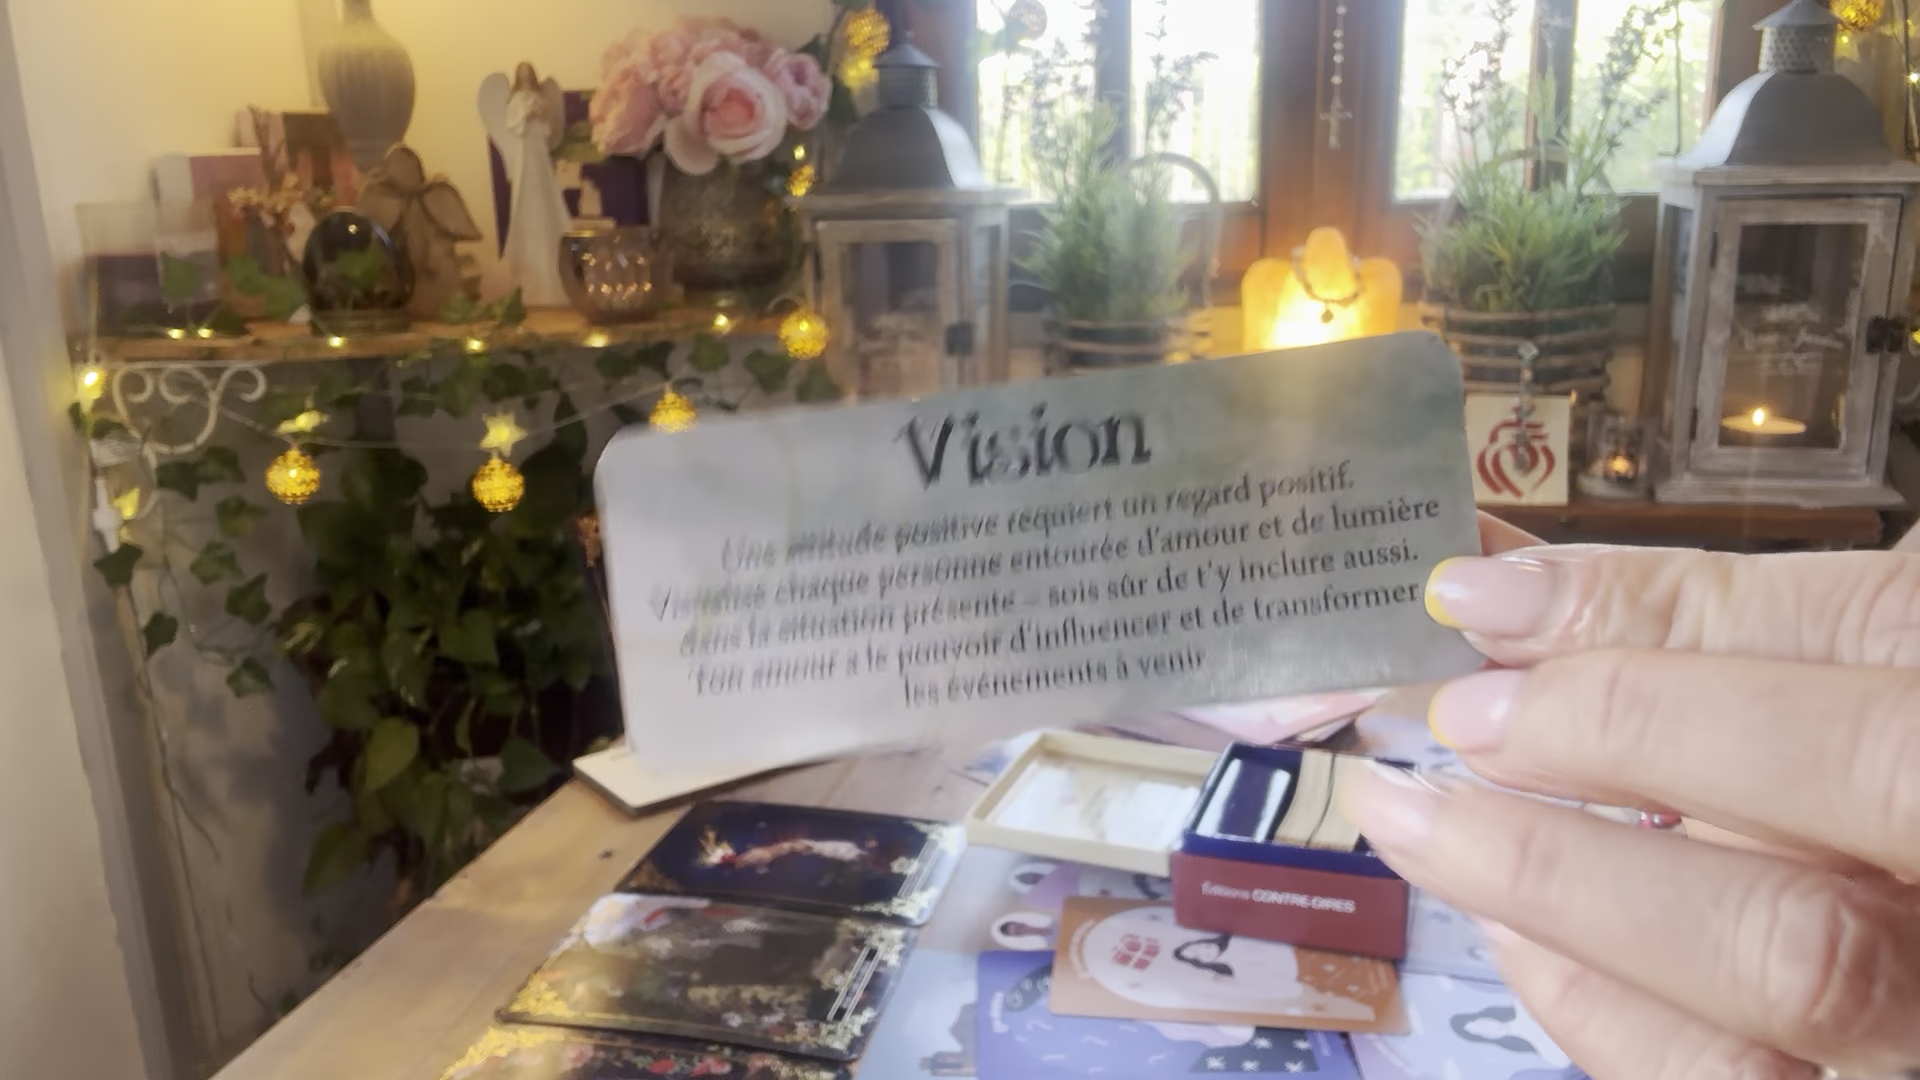 Vision
Une attitude positive requiert un regard positif.
Visualise chaque personne entourée d'amour et de lumière
dans la situation présente – sois sûr de t'y inclure aussi.
Ton amour a le pouvoir d'influencer et de transformer
les événements à venir
Éditions CONTRE-DIRES